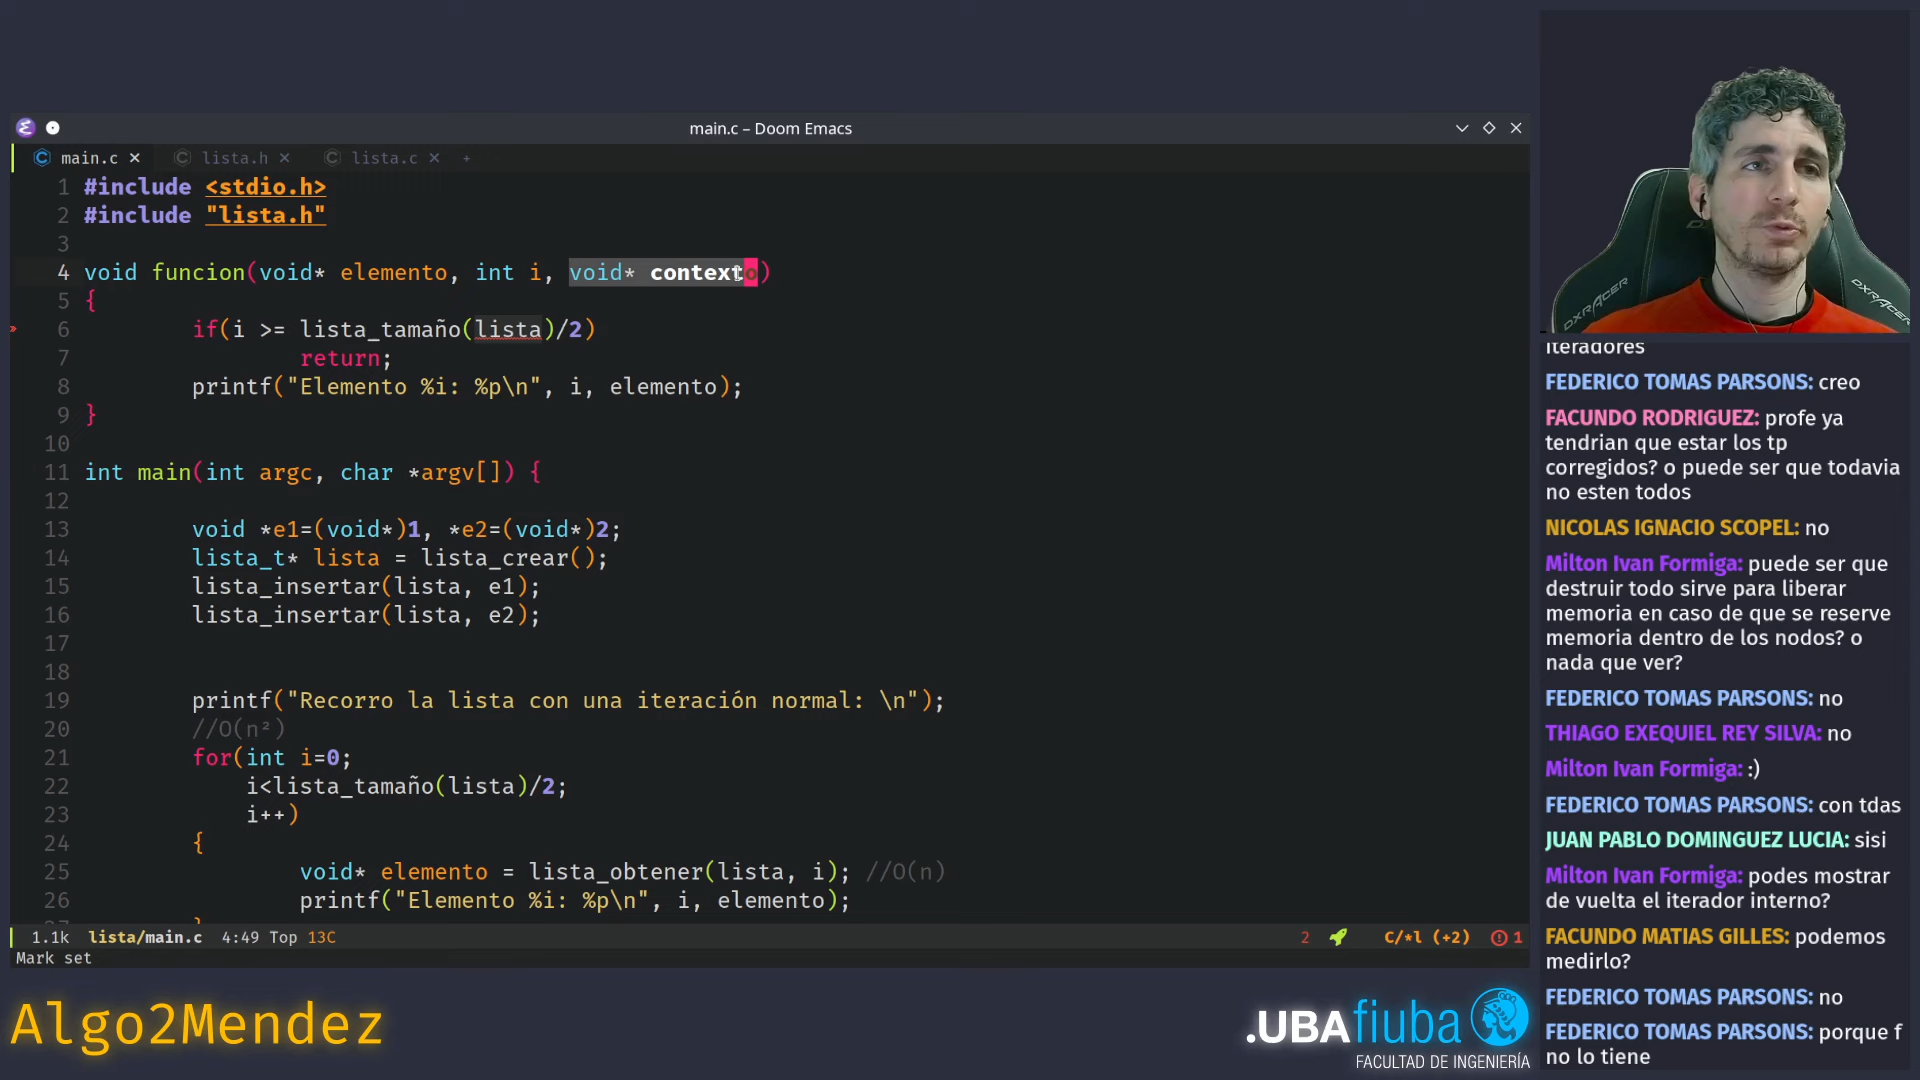 main.c – Doom Emacs
main.c × lista.h × lista.c × +
1 #include <stdio.h>
2 #include "lista.h"
3
4 void funcion(void* elemento, int i, void* contexto)
5 {
6 if(i >= lista_tamaño(lista)/2)
7 return;
8 printf("Elemento %i: %p\n", i, elemento);
9 }
10
11 int main(int argc, char *argv[]) {
12
13 void *e1=(void*)1, *e2=(void*)2;
14 lista_t* lista = lista_crear();
15 lista_insertar(lista, e1);
16 lista_insertar(lista, e2);
17
18
19 printf("Recorro la lista con una iteración normal: \n");
20 //O(n²)
21 for(int i=0;
22 i<lista_tamaño(lista)/2;
23 i++)
24 {
25 void* elemento = lista_obtener(lista, i); //O(n)
26 printf("Elemento %i: %p\n", i, elemento);
1.1k lista/main.c 4:49 Top 13C 2 C/*l (+2) 1
Mark set
iteradores
FEDERICO TOMAS PARSONS: creo
FACUNDO RODRIGUEZ: profe ya
tendrian que estar los tp
corregidos? o puede ser que todavia
no esten todos
NICOLAS IGNACIO SCOPEL: no
Milton Ivan Formiga: puede ser que
destruir todo sirve para liberar
memoria en caso de que se reserve
memoria dentro de los nodos? o
nada que ver?
FEDERICO TOMAS PARSONS: no
THIAGO EXEQUIEL REY SILVA: no
Milton Ivan Formiga: :)
FEDERICO TOMAS PARSONS: con tdas
JUAN PABLO DOMINGUEZ LUCIA: sisi
Milton Ivan Formiga: podes mostrar
de vuelta el iterador interno?
FACUNDO MATIAS GILLES: podemos
medirlo?
FEDERICO TOMAS PARSONS: no
FEDERICO TOMAS PARSONS: porque f
no lo tiene
DXRACER
DXRACER
Algo2Mendez
.UBAfiuba
FACULTAD DE INGENIERÍA